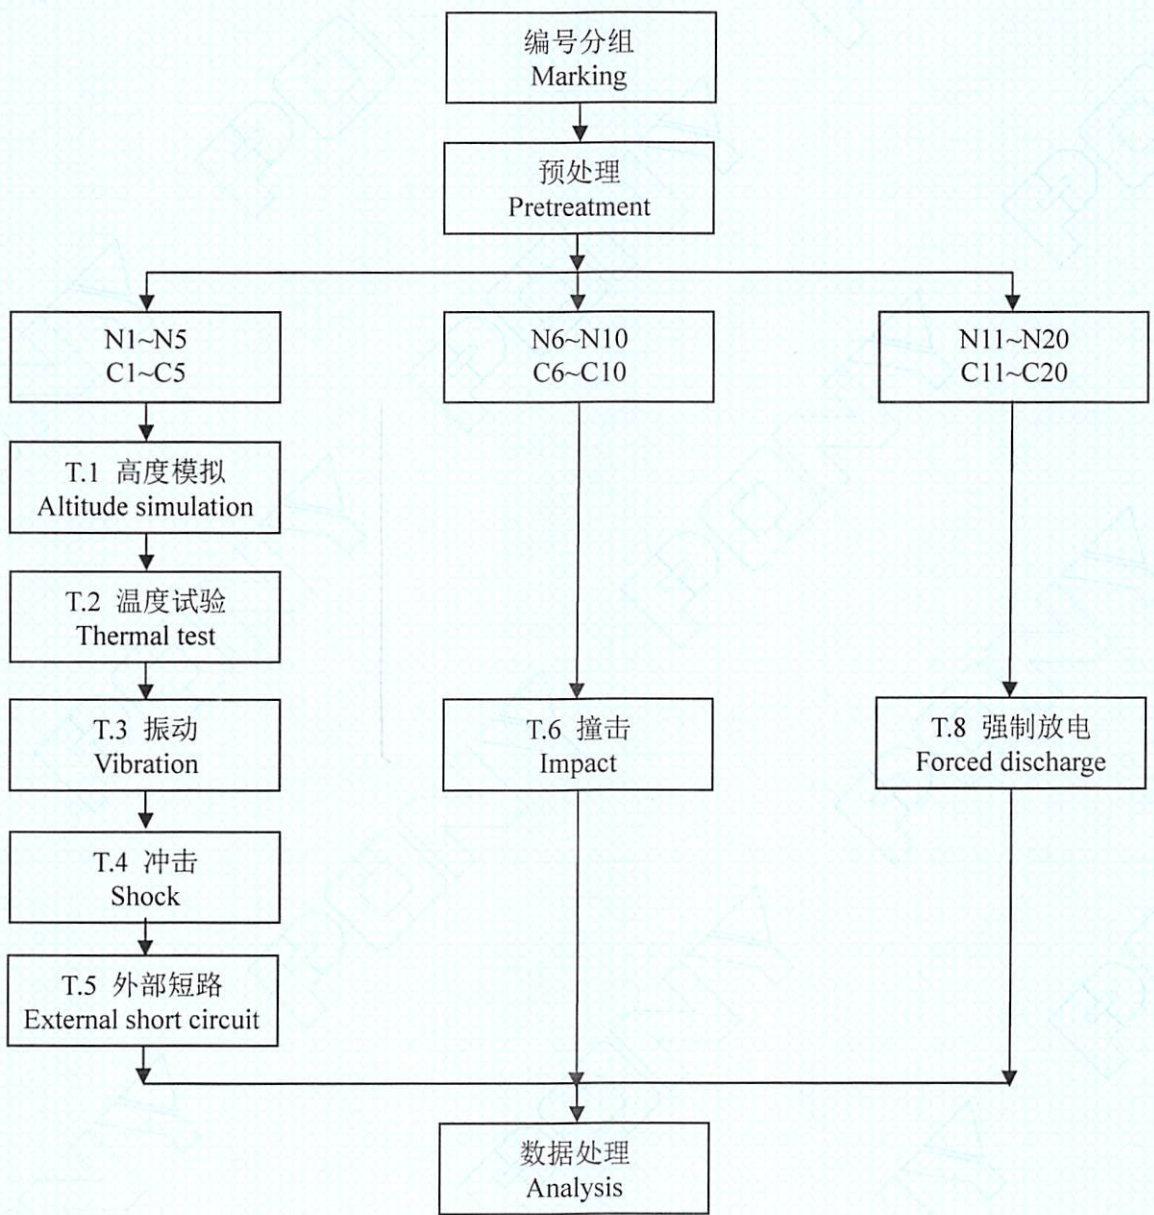 编号分组
Marking
预处理
Pretreatment
N1~N5
C1~C5
N6~N10
C6~C10
N11~N20
C11~C20
T.1 高度模拟
Altitude simulation
T.2 温度试验
Thermal test
T.3 振动
Vibration
T.6 撞击
Impact
T.8 强制放电
Forced discharge
T.4 冲击
Shock
T.5 外部短路
External short circuit
数据处理
Analysis